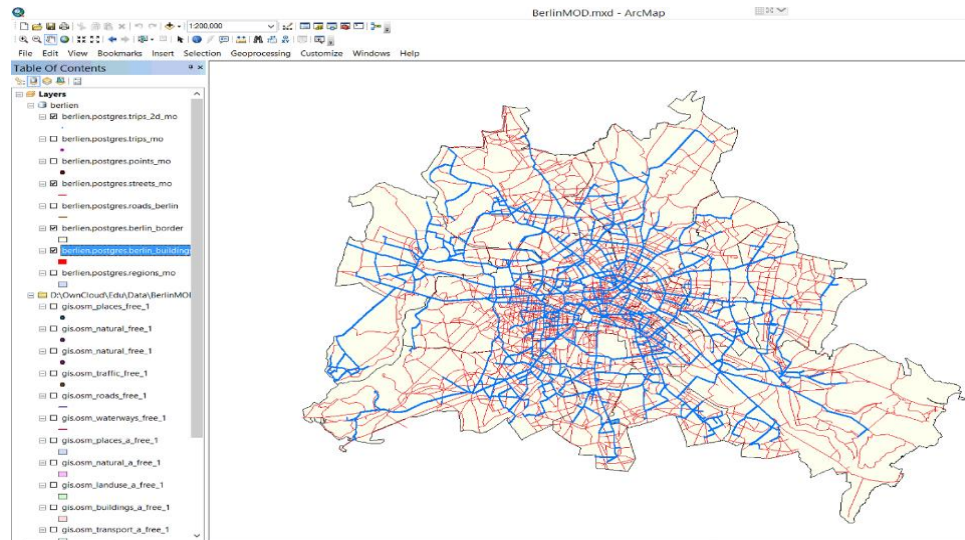 BerlinMOD.mxd - ArcMap
1:200,000
File Edit View Bookmarks Insert Selection Geoprocessing Customize Windows Help
Table Of Contents
Layers
berlien
berlien.postgres.trips_2d_mo
berlien.postgres.trips_mo
berlien.postgres.points_mo
berlien.postgres.streets_mo
berlien.postgres.roads_berlin
berlien.postgres.berlin_border
berlien.postgres.berlin_building
berlien.postgres.regions_mo
D:\OwnCloud\Edu\Data\BerlinMO
gis.osm_places_free_1
gis.osm_natural_free_1
gis.osm_natural_free_1
gis.osm_traffic_free_1
gis.osm_roads_free_1
gis.osm_waterways_free_1
gis.osm_places_a_free_1
gis.osm_natural_a_free_1
gis.osm_landuse_a_free_1
gis.osm_buildings_a_free_1
gis.osm_transport_a_free_1